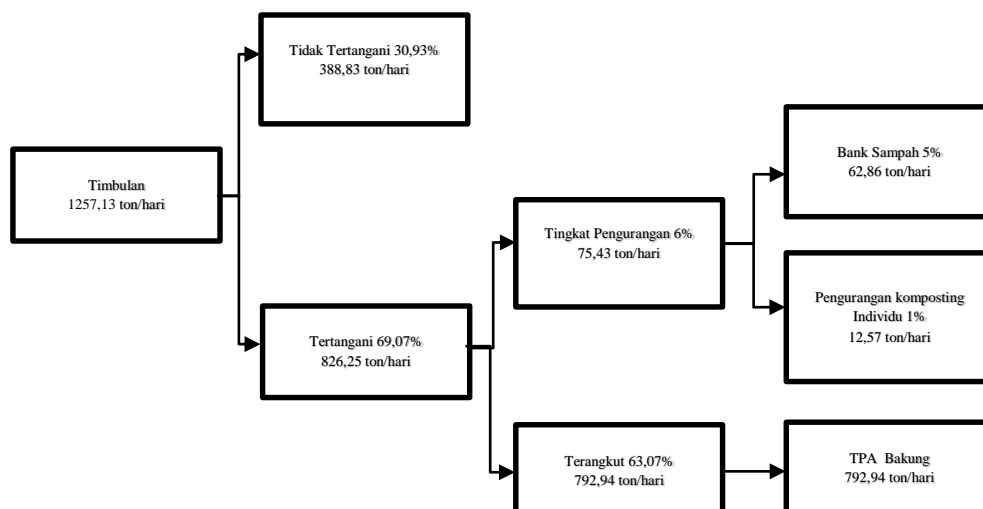 Tidak Tertangani 30,93%
388,83 ton/hari
Timbulan
1257,13 ton/hari
Tertangani 69,07%
826,25 ton/hari
Tingkat Pengurangan 6%
75,43 ton/hari
Bank Sampah 5%
62,86 ton/hari
Pengurangan komposting
Individu 1%
12,57 ton/hari
Terangkut 63,07%
792,94 ton/hari
TPA Bakung
792,94 ton/hari